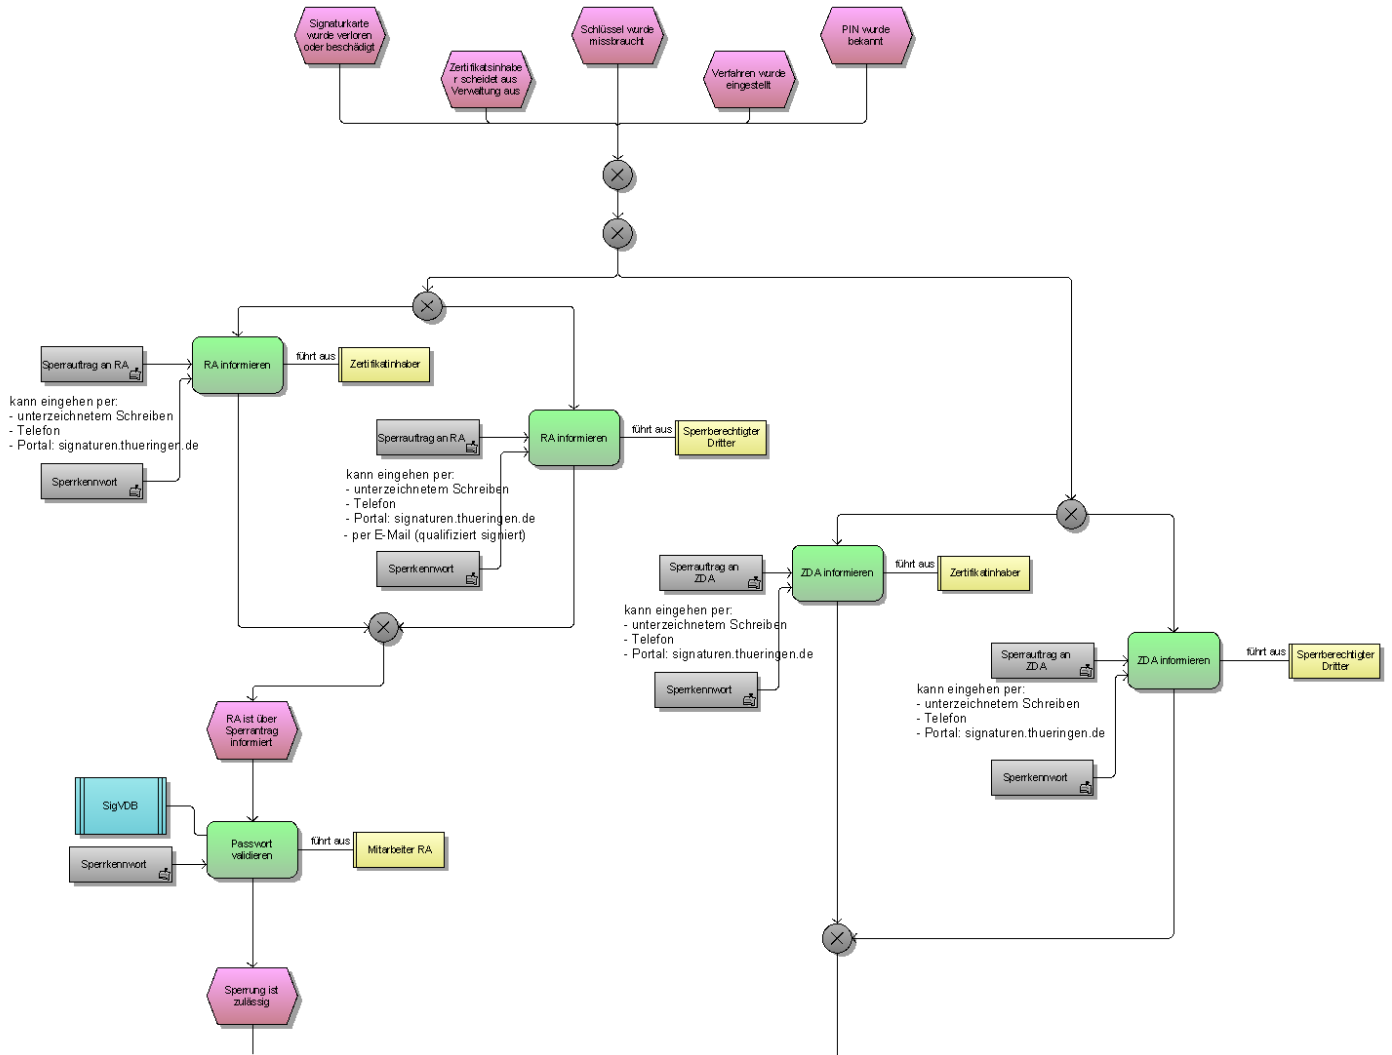 Signaturkarte
wurde verloren
oder beschädigt
Zertifikatsinhabe
r scheidet aus
Verwaltung aus
Schlüssel wurde
missbraucht
Verfahren wurde
eingestellt
PIN wurde
bekannt
Sperrauftrag an RA
RA informieren
führt aus
Zertifikatinhaber
kann eingehen per:
- unterzeichnetem Schreiben
- Telefon
- Portal: signaturen.thueringen.de
Sperrkennwort
Sperrauftrag an RA
RA informieren
führt aus
Sperrberechtigter
Dritter
kann eingehen per:
- unterzeichnetem Schreiben
- Telefon
- Portal: signaturen.thueringen.de
- per E-Mail (qualifiziert signiert)
Sperrkennwort
Sperrauftrag an
ZDA
ZDA informieren
führt aus
Zertifikatinhaber
kann eingehen per:
- unterzeichnetem Schreiben
- Telefon
- Portal: signaturen.thueringen.de
Sperrkennwort
Sperrauftrag an
ZDA
ZDA informieren
führt aus
Sperrberechtigter
Dritter
kann eingehen per:
- unterzeichnetem Schreiben
- Telefon
- Portal: signaturen.thueringen.de
Sperrkennwort
RA ist über
Sperrantrag
informiert
SigVDB
Sperrkennwort
Passwort
validieren
führt aus
Mitarbeiter RA
Sperrung ist
zulässig